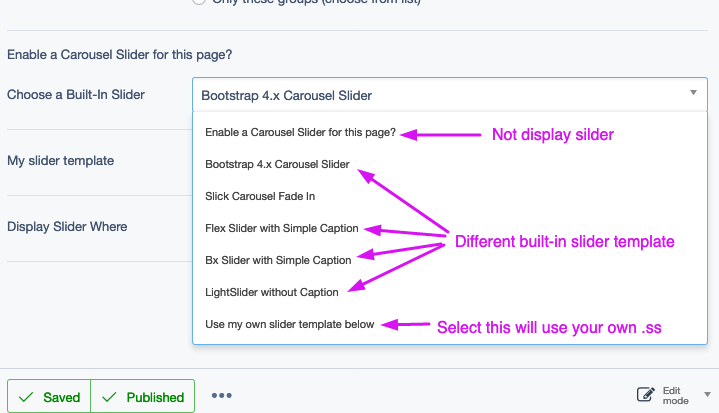 Only these groups (choose from list)
Enable a Carousel Slider for this page?
Choose a Built-In Slider
Bootstrap 4.x Carousel Slider
Enable a Carousel Slider for this page?
Not display silder
Bootstrap 4.x Carousel Slider
My slider template
Slick Carousel Fade In
Display Slider Where
Flex Slider with Simple Caption
Different built-in slider template
Bx Slider with Simple Caption
LightSlider without Caption
Use my own slider template below
Select this will use your own .ss
Saved
Published
Edit
mode